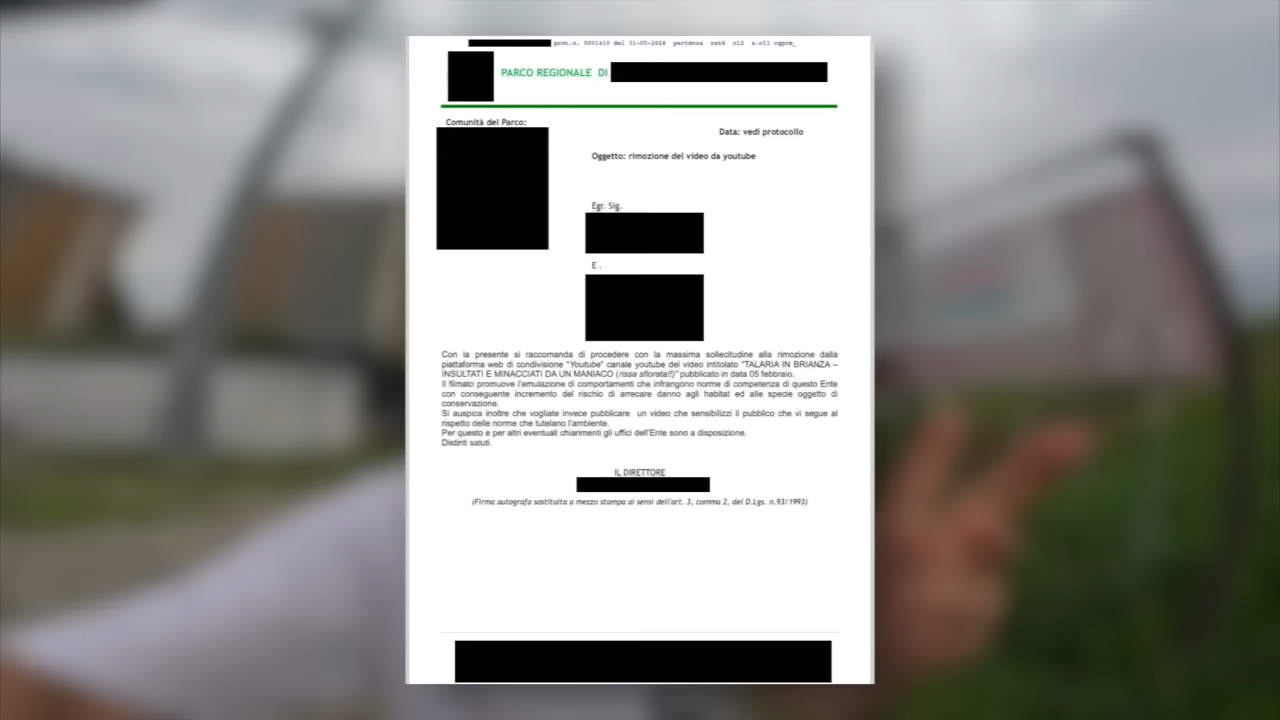 prot.n. 0001410 del 31-05-2024 partenza cat6 cl2
PARCO REGIONALE DI
Comunità del Parco:
Data: vedi protocollo
Oggetto: rimozione del video da youtube
Egr. Sig.
E .
Con la presente si raccomanda di procedere con la massima sollecitudine alla rimozione dalla
piattaforma web di condivisione “Youtube” canale youtube del video intitolato “TALARIA IN BRIANZA –
INSULTATI E MINACCIATI DA UN MANIACO (rissa sfiorata!!)” pubblicato in data 05 febbraio.
Il filmato promuove l’emulazione di comportamenti che infrangono norme di competenza di questo Ente
con conseguente incremento del rischio di arrecare danno agli habitat ed alle specie oggetto di
conservazione.
Si auspica inoltre che vogliate invece pubblicare un video che sensibilizzi il pubblico che vi segue al
rispetto delle norme che tutelano l’ambiente.
Per questo e per altri eventuali chiarimenti gli uffici dell’Ente sono a disposizione.
Distinti saluti.
IL DIRETTORE
(Firma autografa sostituita a mezzo stampa ai sensi dell'art. 3, comma 2, del D.Lgs. n.93/1993)